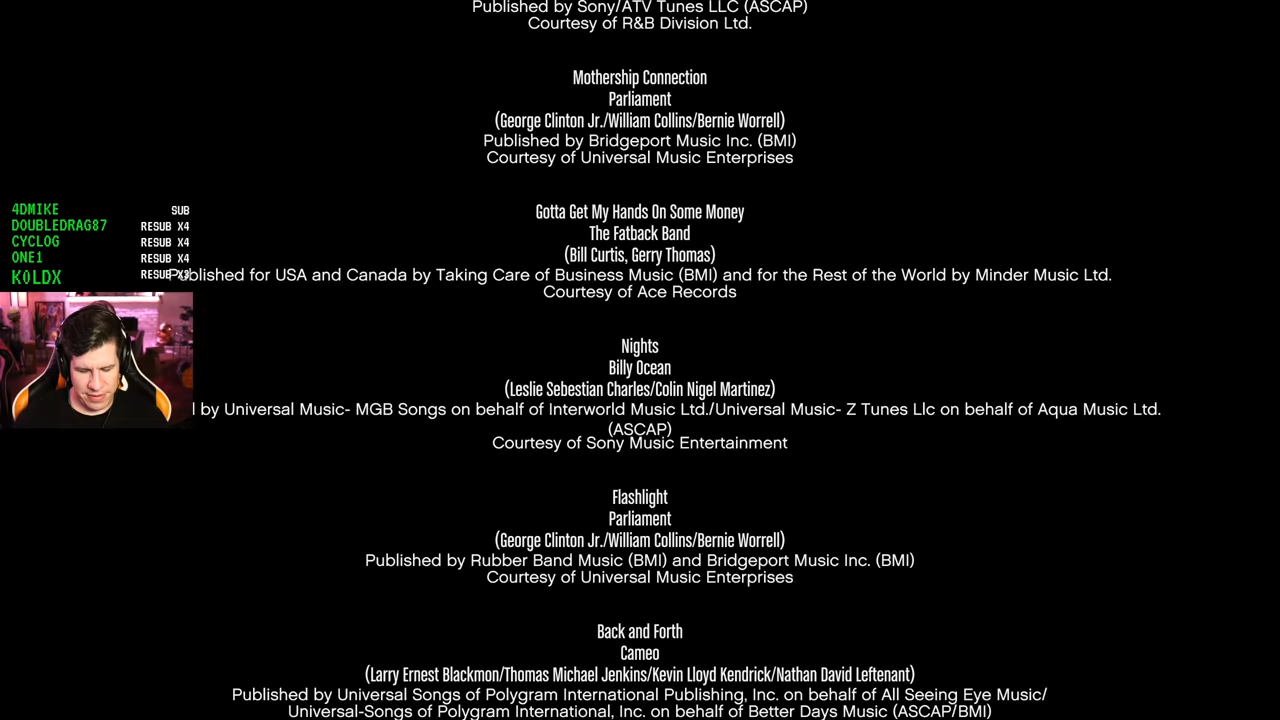 Published by Sony/ATV Tunes LLC (ASCAP)
Courtesy of R&B Division Ltd.
Mothership Connection
Parliament
(George Clinton Jr./William Collins/Bernie Worrell)
Published by Bridgeport Music Inc. (BMI)
Courtesy of Universal Music Enterprises
4DMIKE SUB
DOUBLEDRAG87 RESUB X4
CYCLOG RESUB X4
ONE1 RESUB X4
K0LDX RESUB
Gotta Get My Hands On Some Money
The Fatback Band
(Bill Curtis, Gerry Thomas)
Published for USA and Canada by Taking Care of Business Music (BMI) and for the Rest of the World by Minder Music Ltd.
Courtesy of Ace Records
Nights
Billy Ocean
(Leslie Sebestian Charles/Colin Nigel Martinez)
by Universal Music- MGB Songs on behalf of Interworld Music Ltd./Universal Music- Z Tunes Llc on behalf of Aqua Music Ltd.
(ASCAP)
Courtesy of Sony Music Entertainment
Flashlight
Parliament
(George Clinton Jr./William Collins/Bernie Worrell)
Published by Rubber Band Music (BMI) and Bridgeport Music Inc. (BMI)
Courtesy of Universal Music Enterprises
Back and Forth
Cameo
(Larry Ernest Blackmon/Thomas Michael Jenkins/Kevin Lloyd Kendrick/Nathan David Leftenant)
Published by Universal Songs of Polygram International Publishing, Inc. on behalf of All Seeing Eye Music/
Universal-Songs of Polygram International, Inc. on behalf of Better Days Music (ASCAP/BMI)